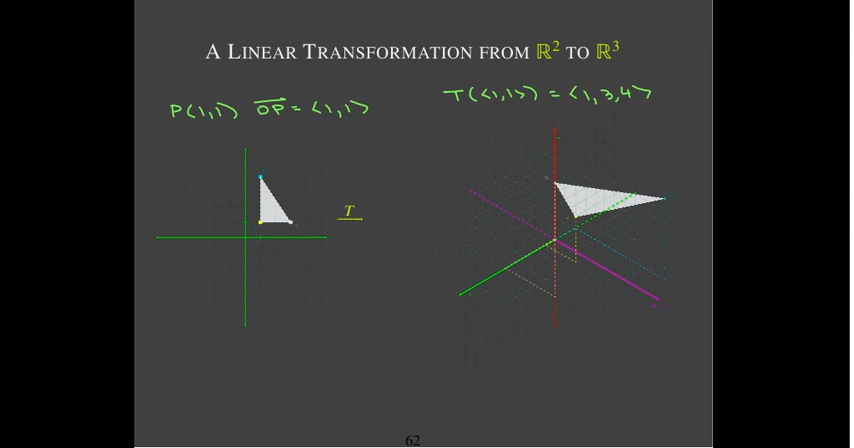 A LINEAR TRANSFORMATION FROM ℝ² TO ℝ³
P(1,1) OP = ⟨1,1⟩
T(⟨1,1⟩) = ⟨1,3,4⟩
T
62